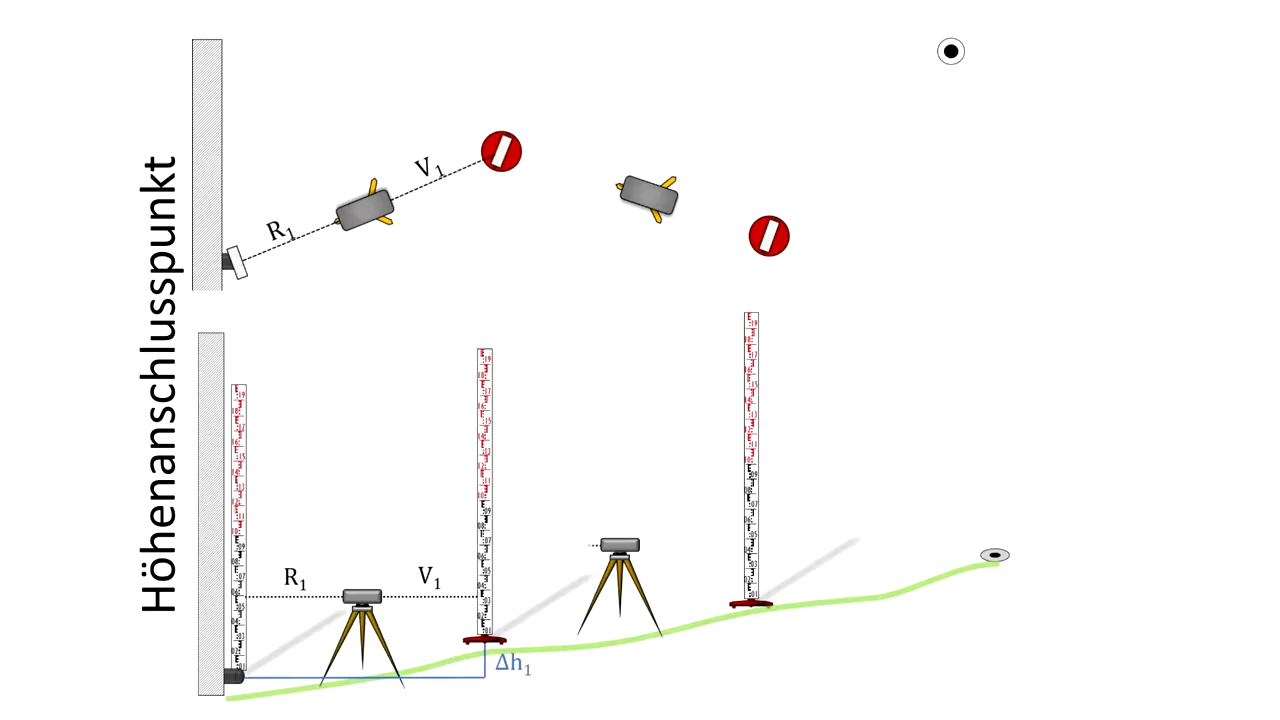 Höhenanschlusspunkt
R₁
V₁
R₁
V₁
Δh₁